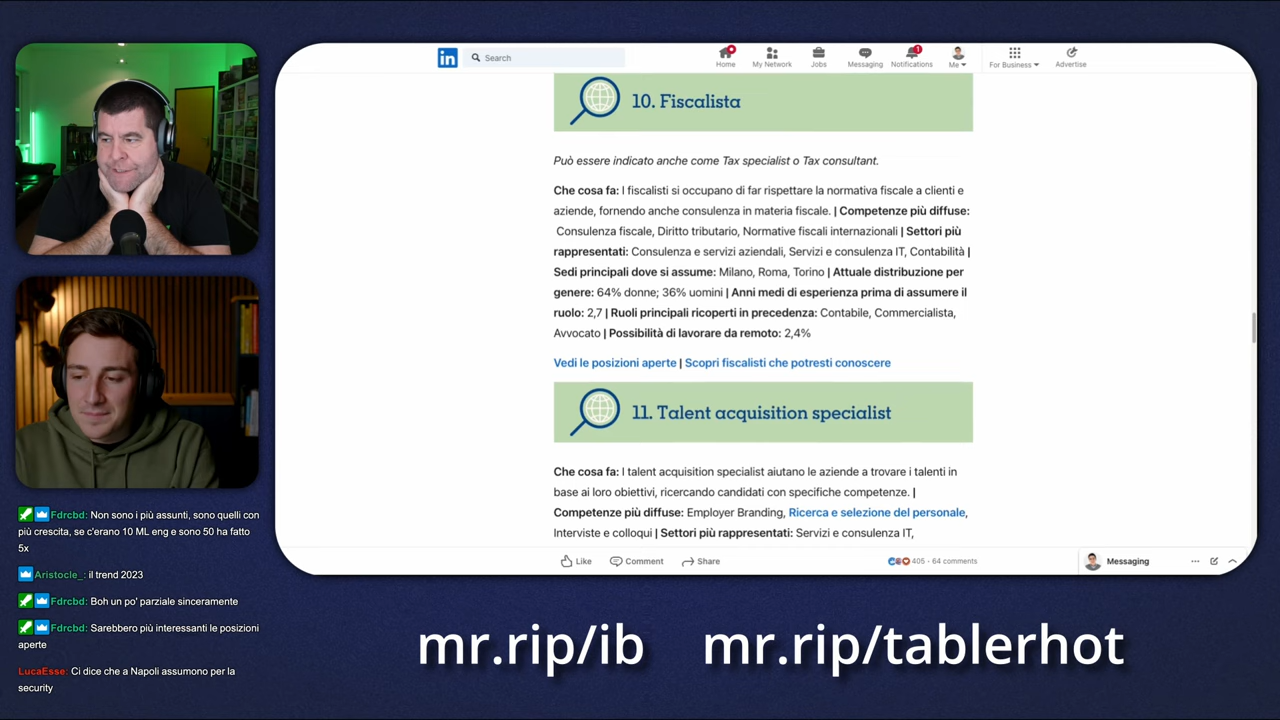 in
Search
Home
My Network
Jobs
Messaging
1
Notifications
Me
For Business
Advertise
10. Fiscalista
Può essere indicato anche come Tax specialist o Tax consultant.
Che cosa fa: I fiscalisti si occupano di far rispettare la normativa fiscale a clienti e
aziende, fornendo anche consulenza in materia fiscale. | Competenze più diffuse:
Consulenza fiscale, Diritto tributario, Normative fiscali internazionali | Settori più
rappresentati: Consulenza e servizi aziendali, Servizi e consulenza IT, Contabilità |
Sedi principali dove si assume: Milano, Roma, Torino | Attuale distribuzione per
genere: 64% donne; 36% uomini | Anni medi di esperienza prima di assumere il
ruolo: 2,7 | Ruoli principali ricoperti in precedenza: Contabile, Commercialista,
Avvocato | Possibilità di lavorare da remoto: 2,4%
Vedi le posizioni aperte | Scopri fiscalisti che potresti conoscere
11. Talent acquisition specialist
Che cosa fa: I talent acquisition specialist aiutano le aziende a trovare i talenti in
base ai loro obiettivi, ricercando candidati con specifiche competenze. |
Competenze più diffuse: Employer Branding, Ricerca e selezione del personale,
Interviste e colloqui | Settori più rappresentati: Servizi e consulenza IT,
Like
Comment
Share
405 · 64 comments
Messaging
Fdrcbd: Non sono i più assunti, sono quelli con
più crescita, se c'erano 10 ML eng e sono 50 ha fatto
5x
Aristocle_: il trend 2023
Fdrcbd: Boh un po' parziale sinceramente
Fdrcbd: Sarebbero più interessanti le posizioni
aperte
LucaEsse: Ci dice che a Napoli assumono per la
security
mr.rip/ib
mr.rip/tablerhot